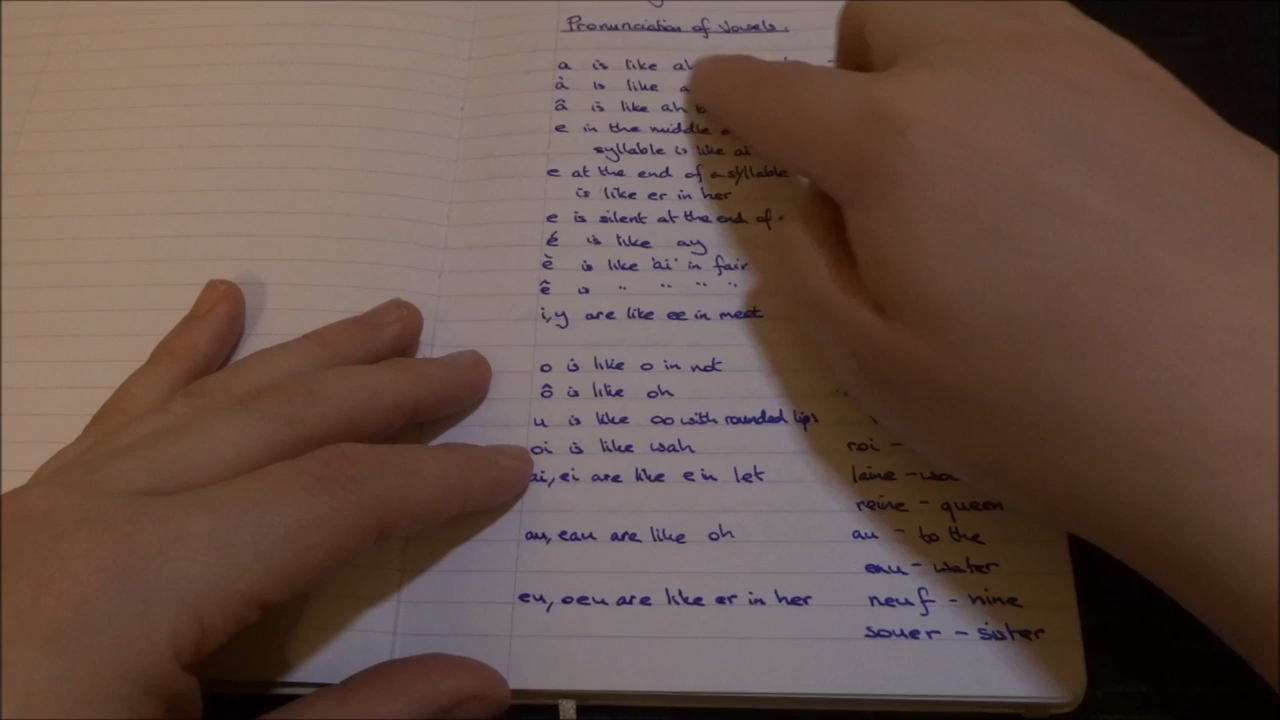 Pronunciation of Vowels.
a is like ah
à is like
â is like ah
e in the middle
syllable is like ai
e at the end of a syllable
is like er in her
e is silent at the end of
é is like ay
è is like 'ai' in fair
ê is " " " "
i,y are like ee in meet
o is like o in not
ô is like oh
u is like oo with rounded lips
oi is like wah roi -
ai, ei are like e in let laine -
reine - queen
au, eau are like oh au - to the
eau - water
eu, oeu are like er in her neuf - nine
souer - sister